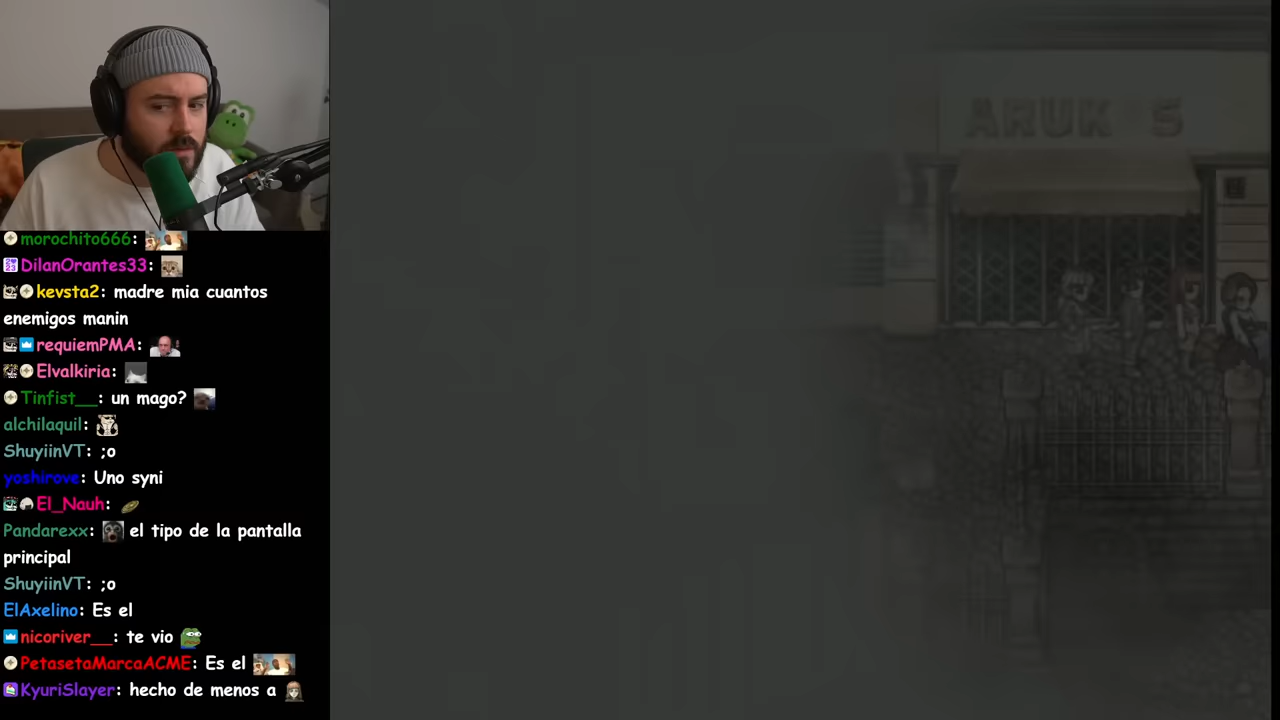 ARUK S
morochito666:
DilanOrantes33:
kevsta2: madre mia cuantos
enemigos manin
requiemPMA:
Elvalkiria:
Tinfist__: un mago?
alchilaquil:
ShuyiinVT: ;o
yoshirove: Uno syni
El_Nauh:
Pandarexx: el tipo de la pantalla
principal
ShuyiinVT: ;o
ElAxelino: Es el
nicoriver__: te vio
PetasetaMarcaACME: Es el
KyuriSlayer: hecho de menos a